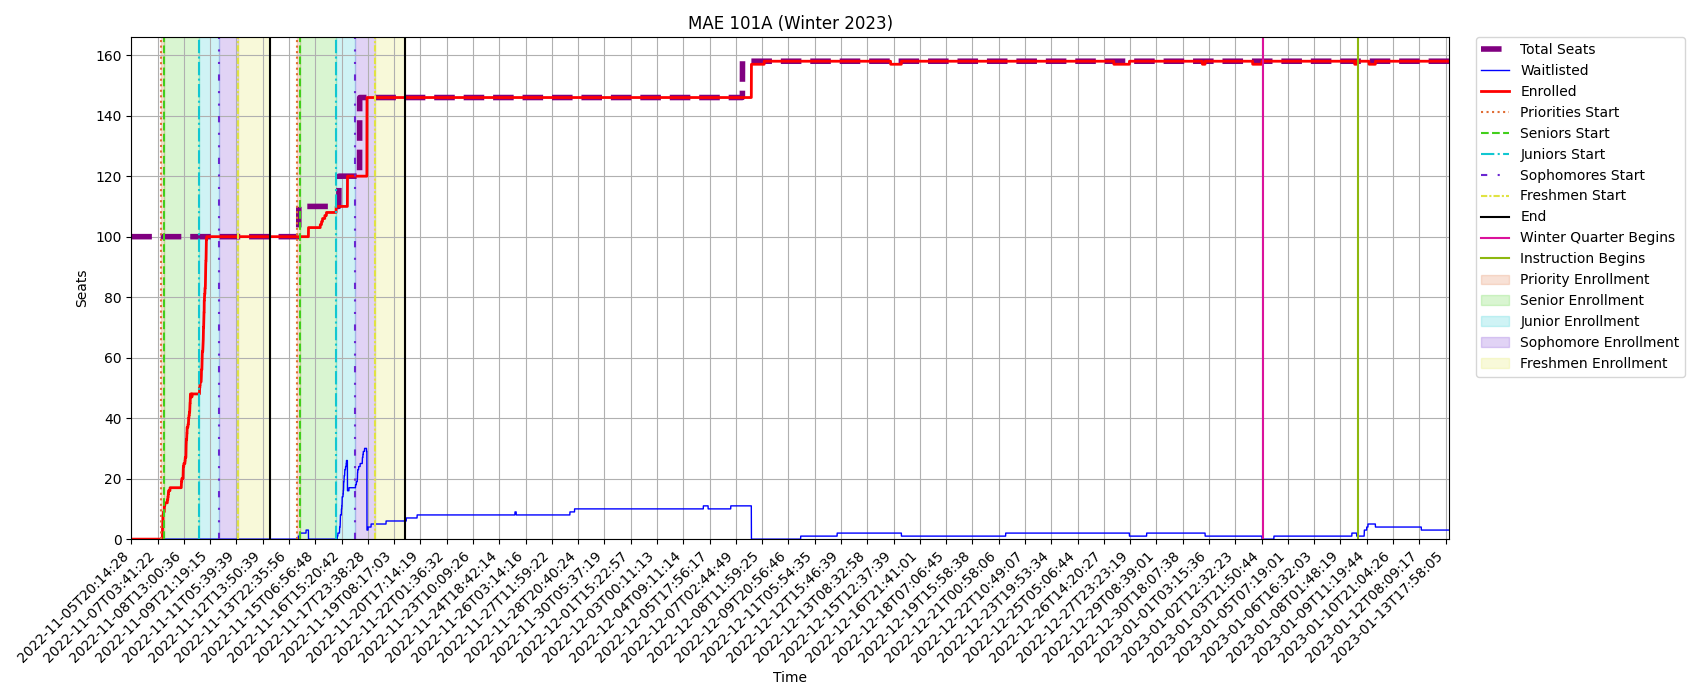 MAE 101A (Winter 2023)
Seats
160
140
120
100
80
60
40
20
0
2022-11-05T20:14:28
2022-11-07T03:41:22
2022-11-08T13:00:36
2022-11-09T21:19:15
2022-11-11T05:39:39
2022-11-12T13:50:39
2022-11-13T22:35:56
2022-11-15T06:56:48
2022-11-16T15:20:42
2022-11-17T23:38:28
2022-11-19T08:17:03
2022-11-20T17:14:19
2022-11-22T01:36:32
2022-11-23T10:09:26
2022-11-24T18:42:14
2022-11-26T03:14:16
2022-11-27T11:59:22
2022-11-28T20:40:24
2022-11-30T05:37:19
2022-12-01T15:22:57
2022-12-03T00:11:13
2022-12-04T09:11:14
2022-12-05T17:56:17
2022-12-07T02:44:49
2022-12-08T11:59:25
2022-12-09T20:56:46
2022-12-11T05:54:35
2022-12-12T15:46:39
2022-12-14T08:32:58
2022-12-15T12:37:39
2022-12-16T21:41:01
2022-12-18T07:06:45
2022-12-19T15:58:38
2022-12-21T00:58:06
2022-12-22T10:49:07
2022-12-23T19:53:34
2022-12-25T05:06:44
2022-12-26T14:20:27
2022-12-27T23:23:19
2022-12-29T08:39:01
2022-12-30T18:07:38
2023-01-01T03:15:36
2023-01-02T12:32:23
2023-01-03T21:50:44
2023-01-05T07:19:01
2023-01-06T16:32:03
2023-01-08T01:48:19
2023-01-09T11:19:44
2023-01-10T21:04:26
2023-01-12T08:09:17
2023-01-13T17:58:05
Time
Total Seats
Waitlisted
Enrolled
Priorities Start
Seniors Start
Juniors Start
Sophomores Start
Freshmen Start
End
Winter Quarter Begins
Instruction Begins
Priority Enrollment
Senior Enrollment
Junior Enrollment
Sophomore Enrollment
Freshmen Enrollment